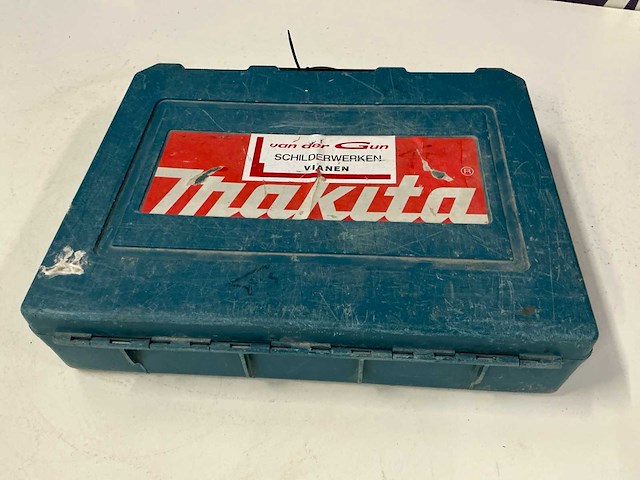 van der Gun
SCHILDERWERKEN
VIANEN
makita ®